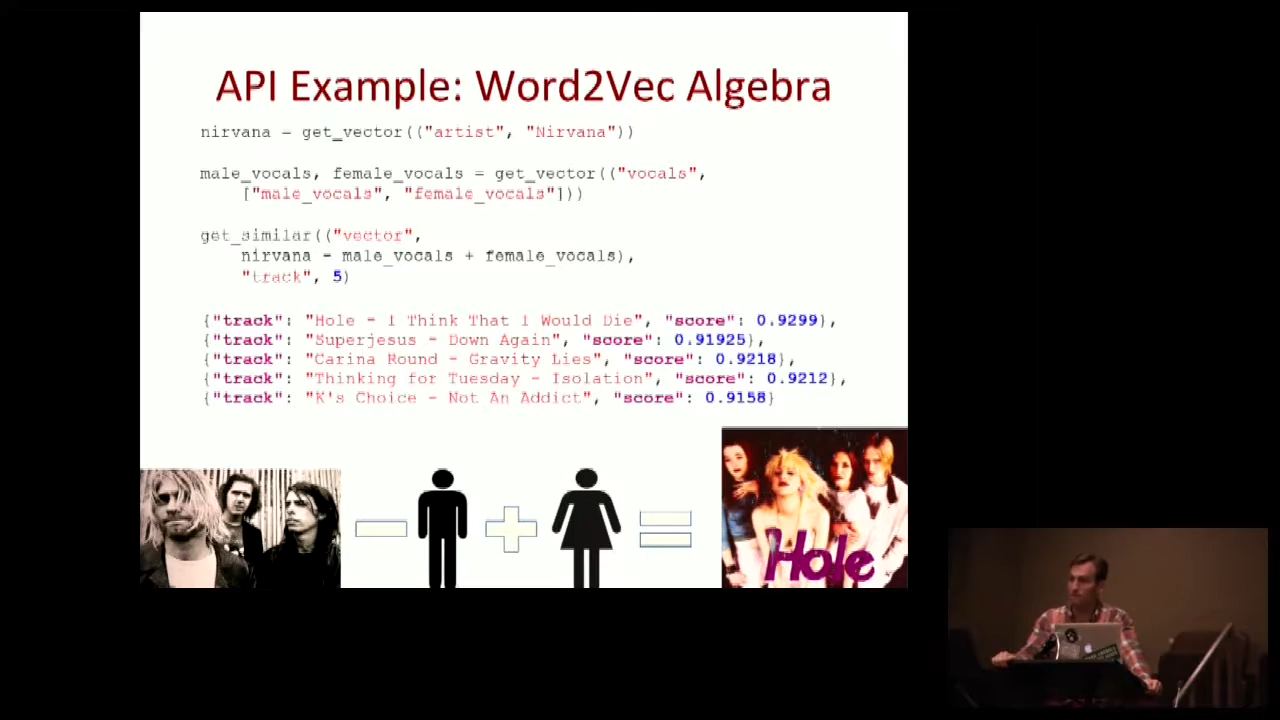 API Example: Word2Vec Algebra
nirvana = get_vector(("artist", "Nirvana"))
male_vocals, female_vocals = get_vector(("vocals",
["male_vocals", "female_vocals"]))
get_similar(("vector",
nirvana - male_vocals + female_vocals),
"track", 5)
{"track": "Hole - I Think That I Would Die", "score": 0.9299},
{"track": "Superjesus - Down Again", "score": 0.91925},
{"track": "Carina Round - Gravity Lies", "score": 0.9218},
{"track": "Thinking for Tuesday - Isolation", "score": 0.9212},
{"track": "K's Choice - Not An Addict", "score": 0.9158}
Hole